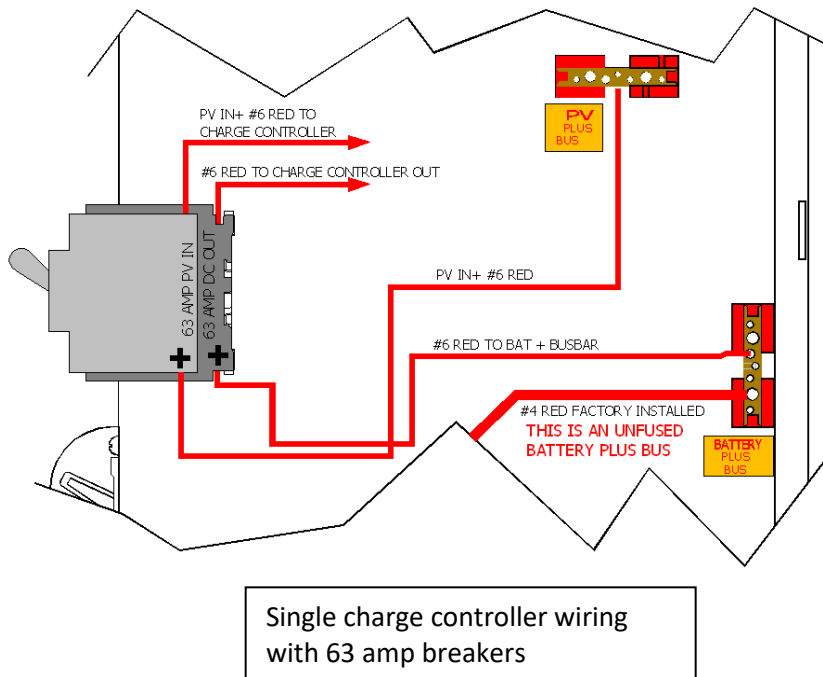 PV IN+ #6 RED TO
CHARGE CONTROLLER
#6 RED TO CHARGE CONTROLLER OUT
PV
PLUS
BUS
63 AMP PV IN
63 AMP DC OUT
+
+
PV IN+ #6 RED
#6 RED TO BAT + BUSBAR
#4 RED FACTORY INSTALLED
THIS IS AN UNFUSED
BATTERY PLUS BUS
BATTERY
PLUS
BUS
Single charge controller wiring
with 63 amp breakers